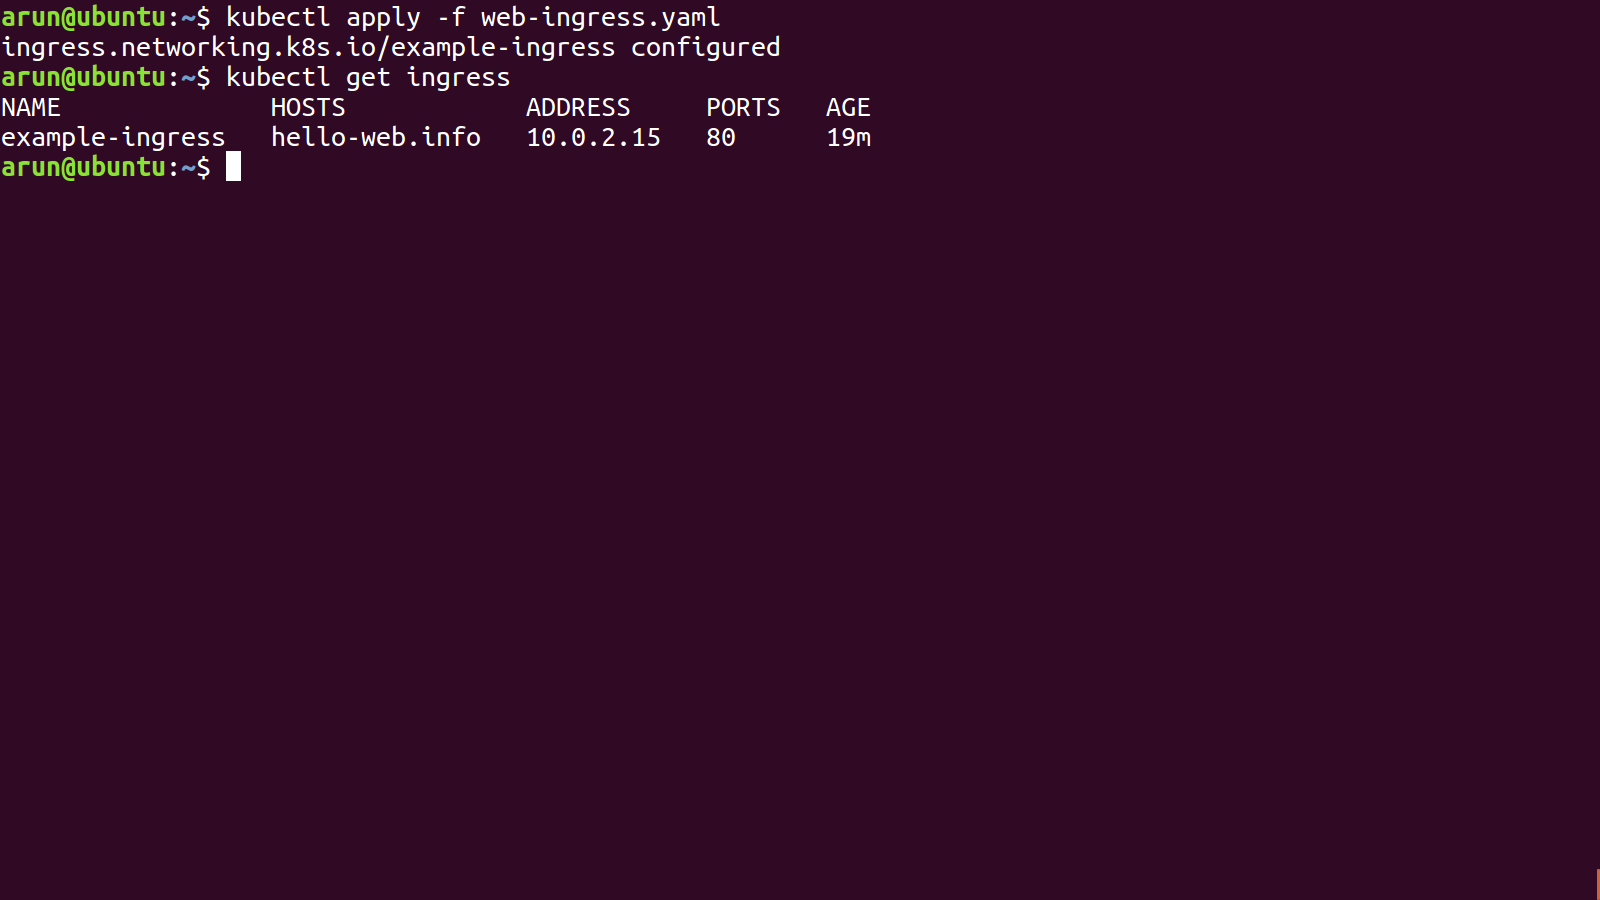 arun@ubuntu:~$ kubectl apply -f web-ingress.yaml
ingress.networking.k8s.io/example-ingress configured
arun@ubuntu:~$ kubectl get ingress
NAME              HOSTS            ADDRESS     PORTS   AGE
example-ingress   hello-web.info   10.0.2.15   80      19m
arun@ubuntu:~$